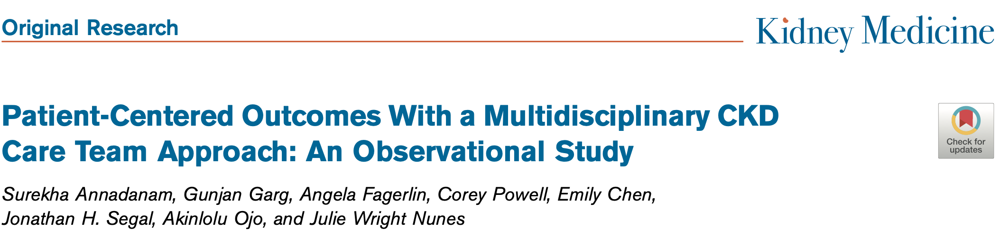 Original Research
Kidney Medicine
Patient-Centered Outcomes With a Multidisciplinary CKD
Care Team Approach: An Observational Study
Check for
updates
Surekha Annadanam, Gunjan Garg, Angela Fagerlin, Corey Powell, Emily Chen,
Jonathan H. Segal, Akinlolu Ojo, and Julie Wright Nunes